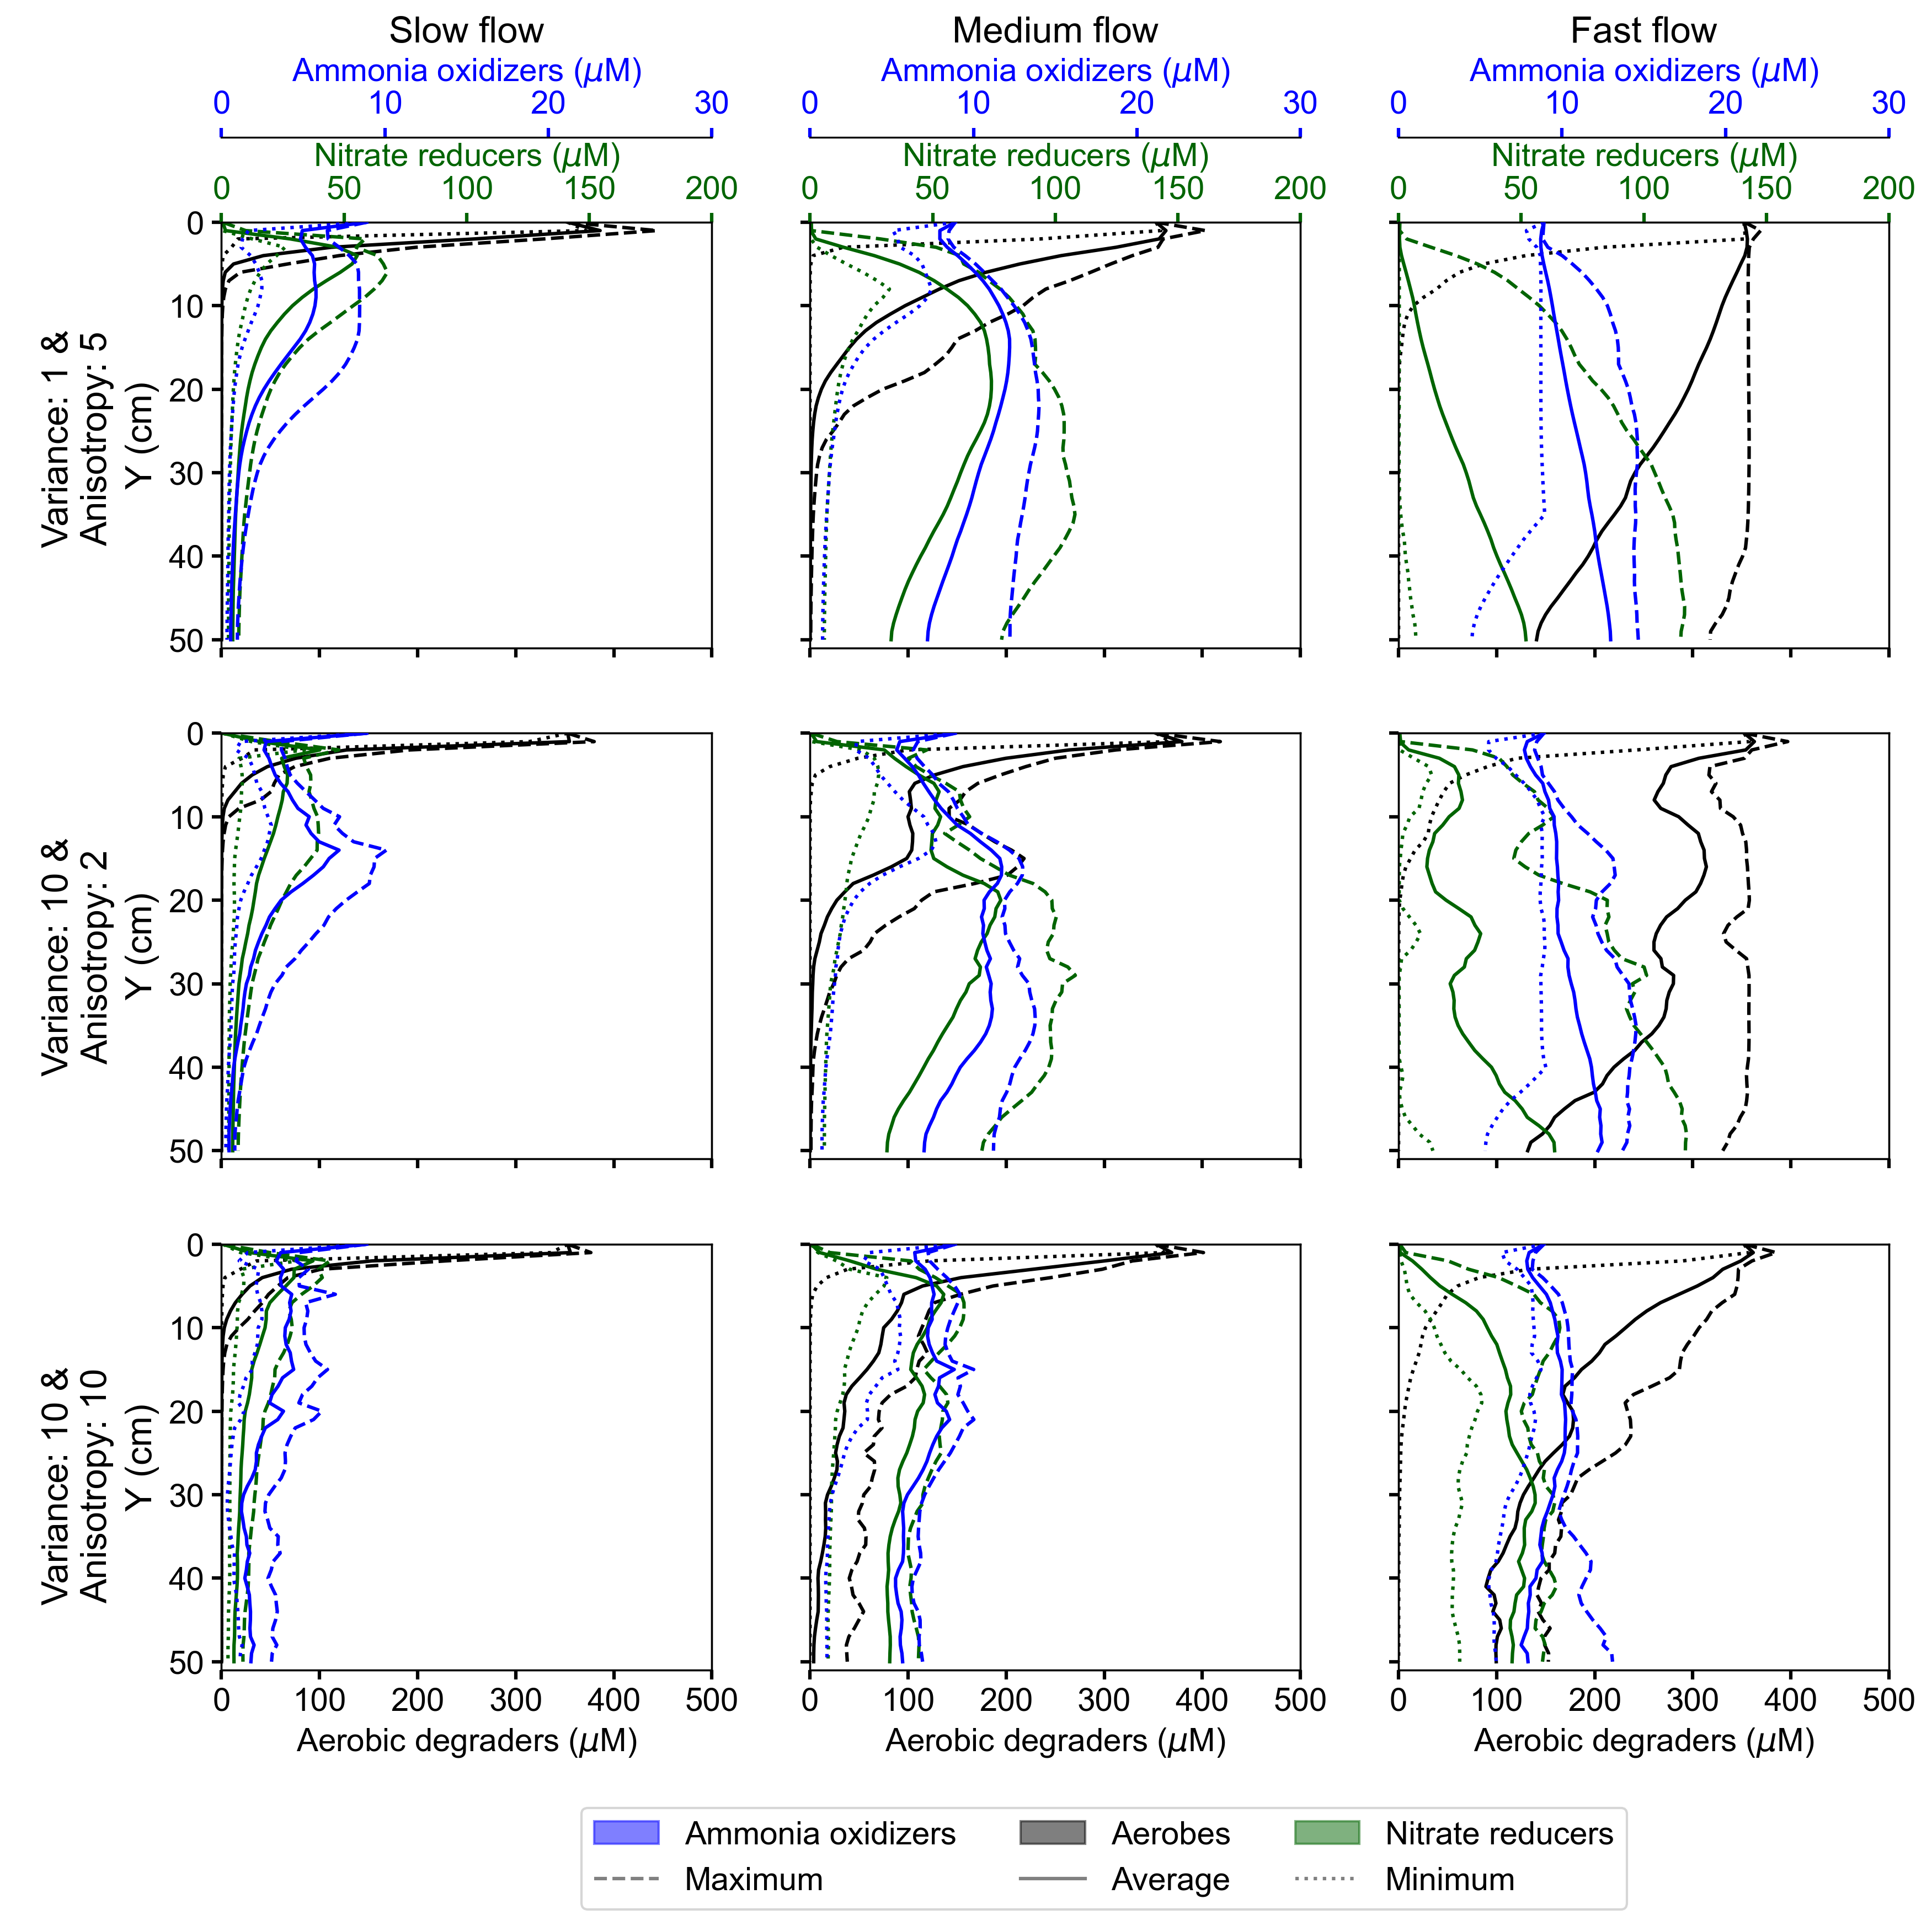 Slow flow Medium flow Fast flow
Ammonia oxidizers (μM) Ammonia oxidizers (μM) Ammonia oxidizers (μM)
0 10 20 30 0 10 20 30 0 10 20 30
Nitrate reducers (μM) Nitrate reducers (μM) Nitrate reducers (μM)
0 50 100 150 200 0 50 100 150 200 0 50 100 150 200
Variance: 1 &
Anisotropy: 5
Y (cm)
0
10
20
30
40
50
Variance: 10 &
Anisotropy: 2
Y (cm)
0
10
20
30
40
50
Variance: 10 &
Anisotropy: 10
Y (cm)
0
10
20
30
40
50
0 100 200 300 400 500 0 100 200 300 400 500 0 100 200 300 400 500
Aerobic degraders (μM) Aerobic degraders (μM) Aerobic degraders (μM)
Ammonia oxidizers Aerobes Nitrate reducers
Maximum Average Minimum